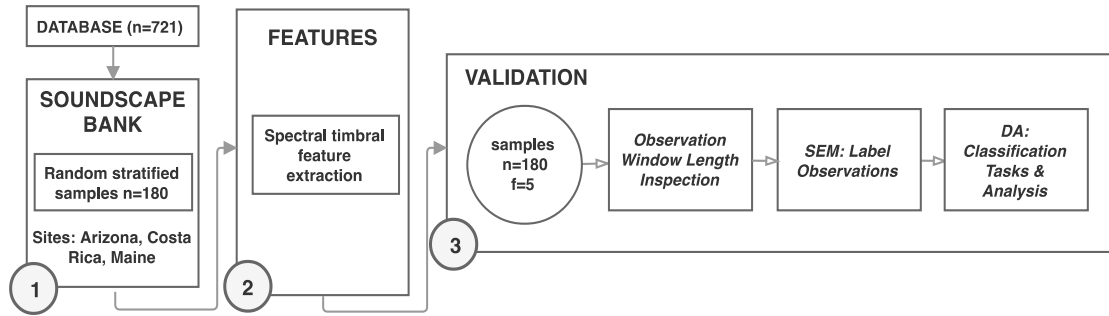 DATABASE (n=721)
SOUNDSCAPE
BANK
Random stratified
samples n=180
Sites: Arizona, Costa
Rica, Maine
1
FEATURES
Spectral timbral
feature
extraction
2
VALIDATION
samples
n=180
f=5
Observation
Window Length
Inspection
SEM: Label
Observations
DA:
Classification
Tasks &
Analysis
3